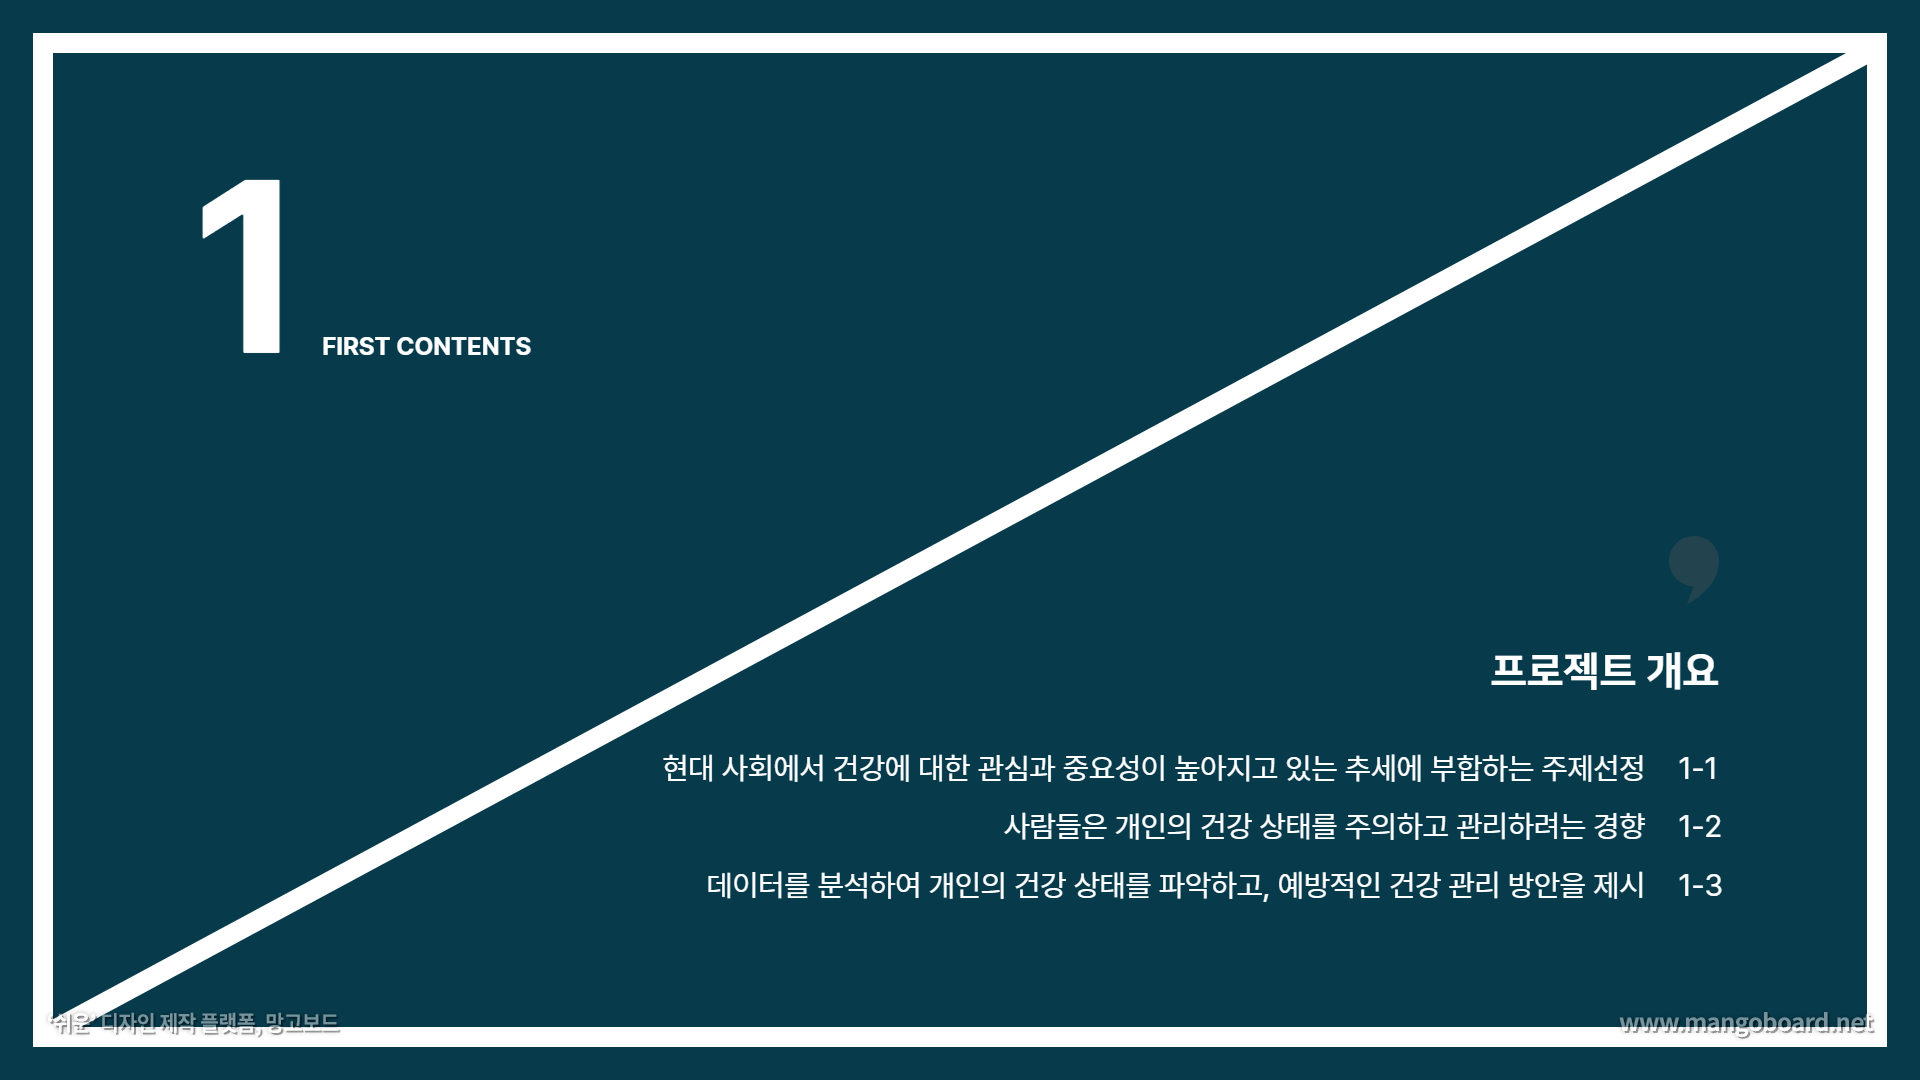 1
FIRST CONTENTS
프로젝트 개요
현대 사회에서 건강에 대한 관심과 중요성이 높아지고 있는 추세에 부합하는 주제선정 1-1
사람들은 개인의 건강 상태를 주의하고 관리하려는 경향 1-2
데이터를 분석하여 개인의 건강 상태를 파악하고, 예방적인 건강 관리 방안을 제시 1-3
'쉬운' 디자인 제작 플랫폼, 망고보드
www.mangoboard.net